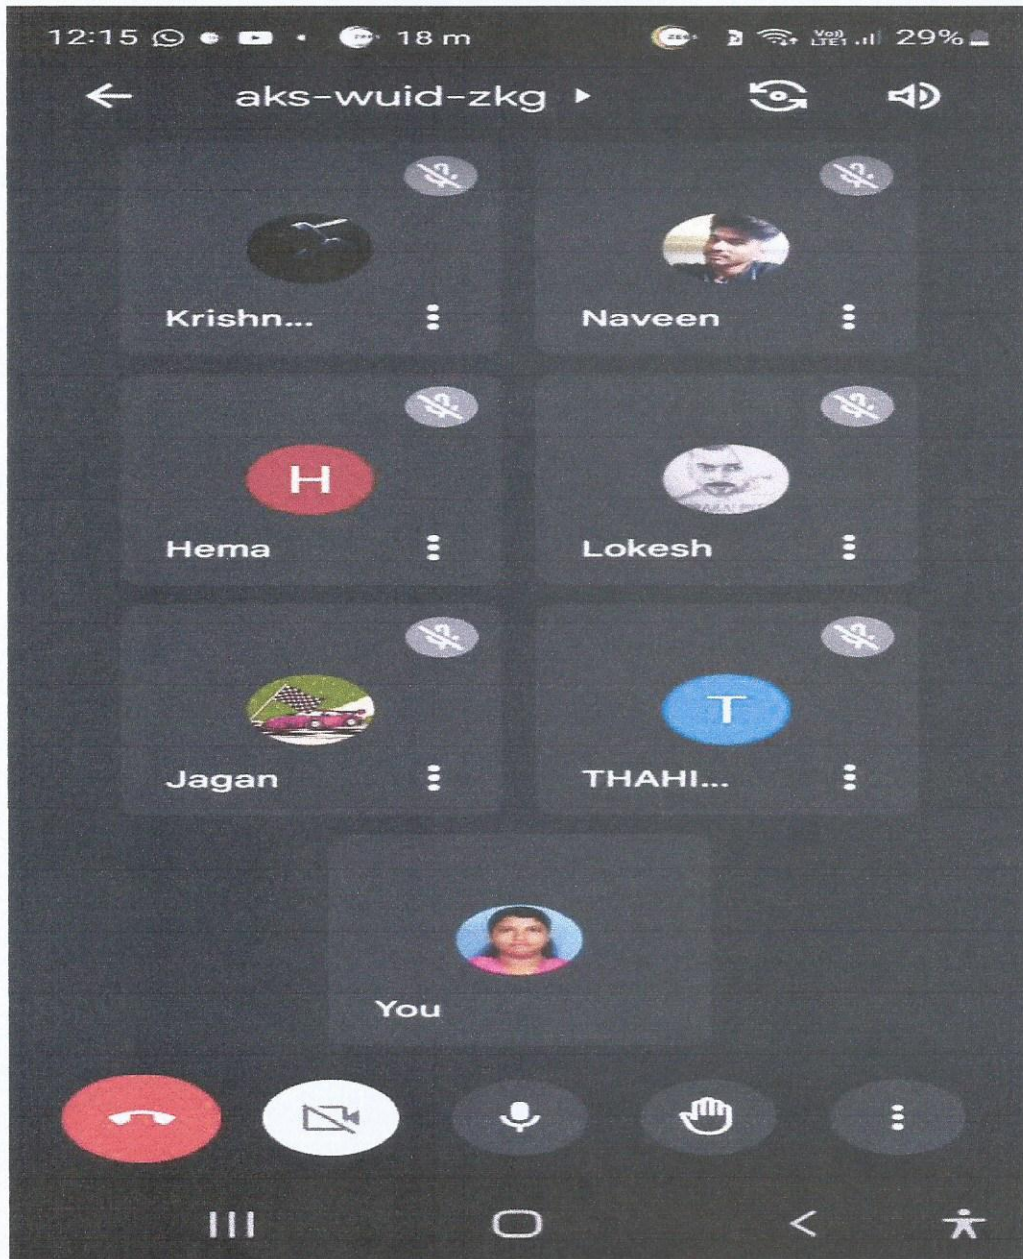 12:15 18 m 29%
aks-wuid-zkg
Krishn... Naveen
H
Hema Lokesh
T
Jagan THAHI...
You